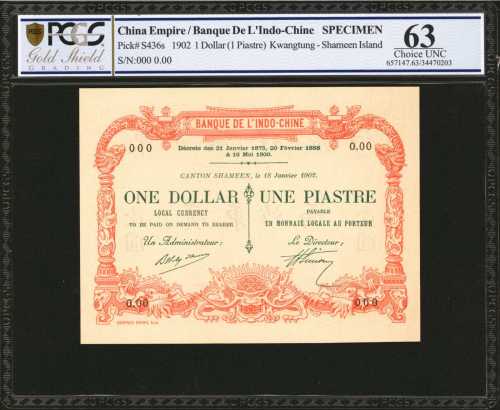 PCGS
Gold Shield
GRADING
China Empire / Banque De L'Indo-Chine SPECIMEN
Pick# S436s 1902 1 Dollar (1 Piastre) Kwangtung - Shameen Island
S/N:000 0.00
63
Choice UNC
657147.63/34470203
BANQUE DE L'INDO-CHINE
000
0.00
Décrets des 21 Janvier 1875, 20 Février 1888
& 16 Mai 1900.
CANTON SHAMEEN, le 18 Janvier 1902.
ONE DOLLAR
UNE PIASTRE
LOCAL CURRENCY
PAYABLE
TO BE PAID ON DEMAND TO BEARER
EN MONNAIE LOCALE AU PORTEUR
Un Administrateur:
Le Directeur:
0.00
000